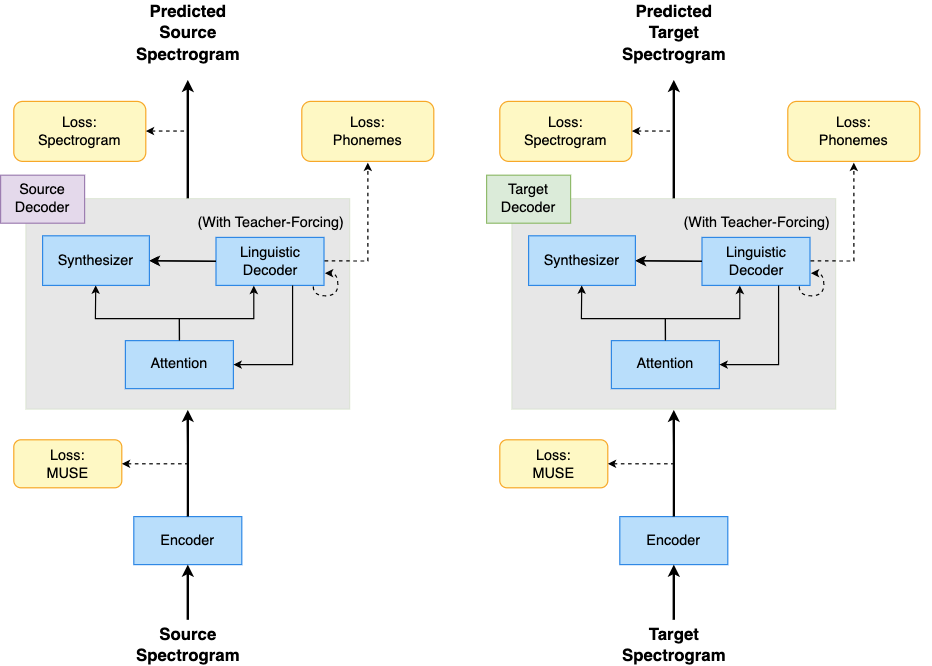 Predicted
Source
Spectrogram
Loss:
Spectrogram
Loss:
Phonemes
Source
Decoder
(With Teacher-Forcing)
Synthesizer
Linguistic
Decoder
Attention
Loss:
MUSE
Encoder
Source
Spectrogram
Predicted
Target
Spectrogram
Loss:
Spectrogram
Loss:
Phonemes
Target
Decoder
(With Teacher-Forcing)
Synthesizer
Linguistic
Decoder
Attention
Loss:
MUSE
Encoder
Target
Spectrogram